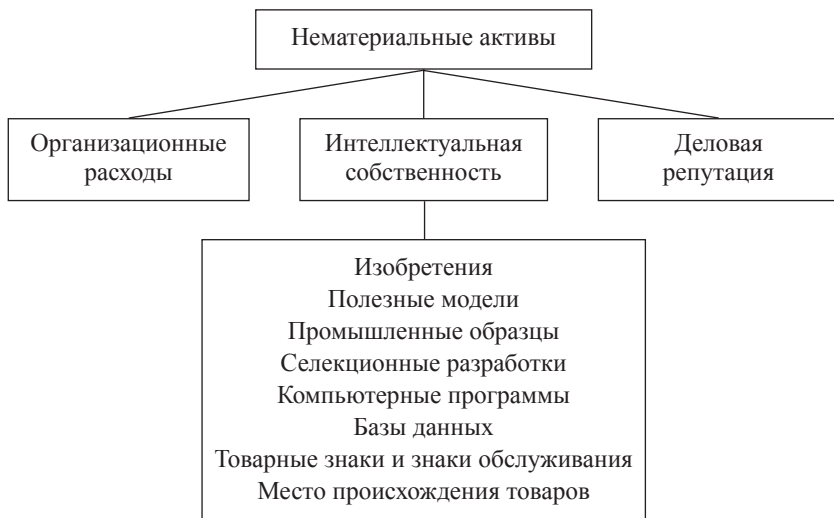 Нематериальные активы
Организационные
расходы
Интеллектуальная
собственность
Деловая
репутация
Изобретения
Полезные модели
Промышленные образцы
Селекционные разработки
Компьютерные программы
Базы данных
Товарные знаки и знаки обслуживания
Место происхождения товаров